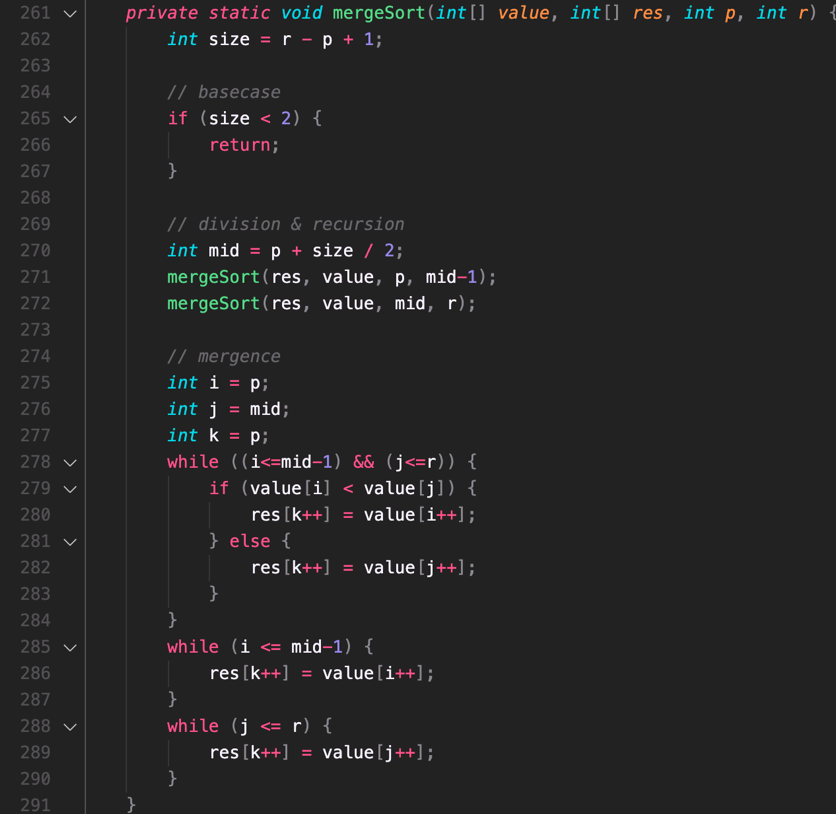 261 private static void mergeSort(int[] value, int[] res, int p, int r) {
262 int size = r - p + 1;
263
264 // basecase
265 if (size < 2) {
266 return;
267 }
268
269 // division & recursion
270 int mid = p + size / 2;
271 mergeSort(res, value, p, mid-1);
272 mergeSort(res, value, mid, r);
273
274 // mergence
275 int i = p;
276 int j = mid;
277 int k = p;
278 while ((i<=mid-1) && (j<=r)) {
279 if (value[i] < value[j]) {
280 res[k++] = value[i++];
281 } else {
282 res[k++] = value[j++];
283 }
284 }
285 while (i <= mid-1) {
286 res[k++] = value[i++];
287 }
288 while (j <= r) {
289 res[k++] = value[j++];
290 }
291 }